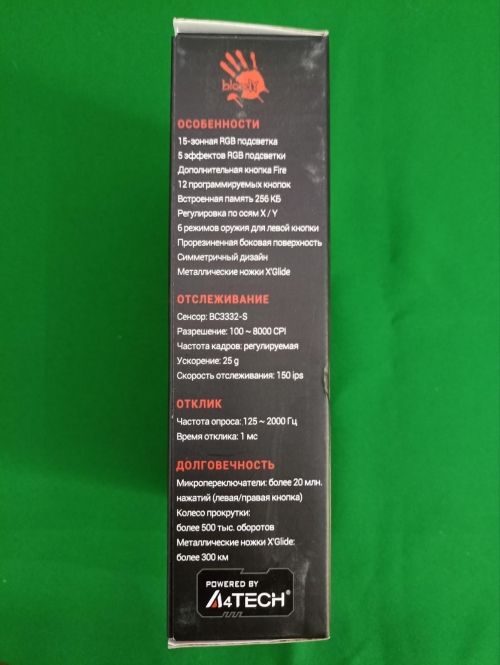 bloody
ОСОБЕННОСТИ
15-зонная RGB подсветка
5 эффектов RGB подсветки
Дополнительная кнопка Fire
12 программируемых кнопок
Встроенная память 256 КБ
Регулировка по осям X / Y
6 режимов оружия для левой кнопки
Прорезиненная боковая поверхность
Симметричный дизайн
Металлические ножки X'Glide
ОТСЛЕЖИВАНИЕ
Сенсор: BC3332-S
Разрешение: 100 ~ 8000 CPI
Частота кадров: регулируемая
Ускорение: 25 g
Скорость отслеживания: 150 ips
ОТКЛИК
Частота опроса: 125 ~ 2000 Гц
Время отклика: 1 мс
ДОЛГОВЕЧНОСТЬ
Микропереключатели: более 20 млн.
нажатий (левая/правая кнопка)
Колесо прокрутки:
более 500 тыс. оборотов
Металлические ножки X'Glide:
более 300 км
POWERED BY
A4TECH®